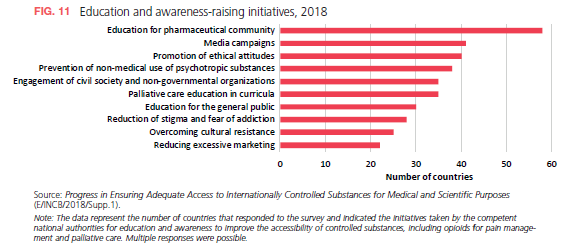 FIG. 11 Education and awareness-raising initiatives, 2018
Education for pharmaceutical community
Media campaigns
Promotion of ethical attitudes
Prevention of non-medical use of psychotropic substances
Engagement of civil society and non-governmental organizations
Palliative care education in curricula
Education for the general public
Reduction of stigma and fear of addiction
Overcoming cultural resistance
Reducing excessive marketing
0 10 20 30 40 50 60
Number of countries
Source: Progress in Ensuring Adequate Access to Internationally Controlled Substances for Medical and Scientific Purposes
(E/INCB/2018/Supp.1).
Note: The data represent the number of countries that responded to the survey and indicated the initiatives taken by the competent
national authorities for education and awareness to improve the accessibility of controlled substances, including opioids for pain manage-
ment and palliative care. Multiple responses were possible.